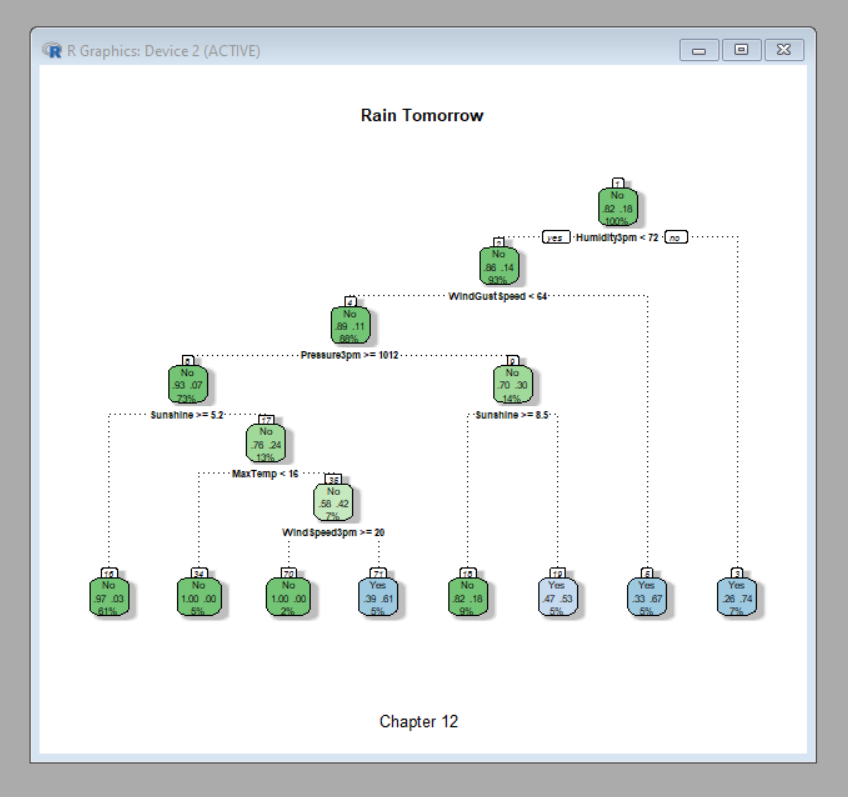 R Graphics: Device 2 (ACTIVE)
Rain Tomorrow
1
No
.82 .18
100%
yes Humidity3pm < 72 no
2
No
.86 .14
93%
WindGustSpeed < 64
4
No
.89 .11
88%
Pressure3pm >= 1012
8
No
.93 .07
73%
9
No
.70 .30
14%
Sunshine >= 5.2
Sunshine >= 8.5
17
No
.76 .24
13%
MaxTemp < 16
35
No
.58 .42
7%
WindSpeed3pm >= 20
16
No
.97 .03
61%
34
No
1.00 .00
5%
70
No
1.00 .00
2%
71
Yes
.39 .61
5%
18
No
.82 .18
9%
19
Yes
.47 .53
5%
5
Yes
.33 .67
5%
3
Yes
.26 .74
7%
Chapter 12